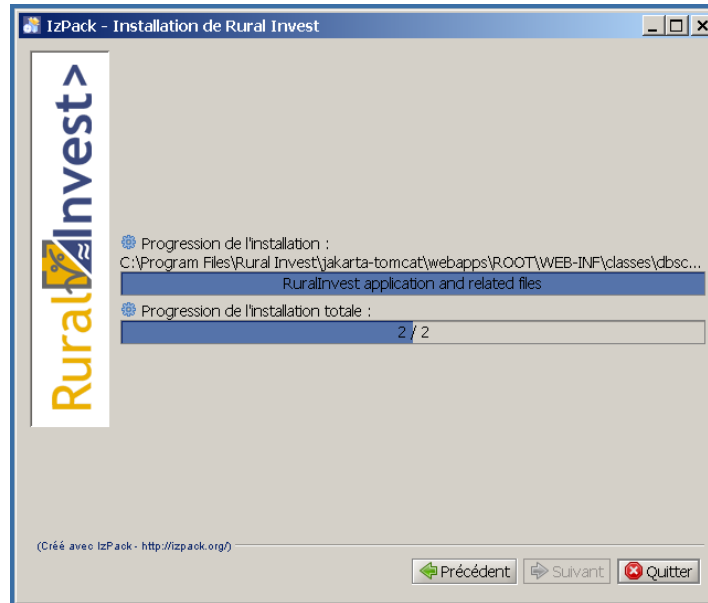 IzPack - Installation de Rural Invest
RuralInvest>
Progression de l'installation :
C:\Program Files\Rural Invest\jakarta-tomcat\webapps\ROOT\WEB-INF\classes\dbsc...
RuralInvest application and related files
Progression de l'installation totale :
2 / 2
(Créé avec IzPack - http://izpack.org/)
Précédent
Suivant
Quitter